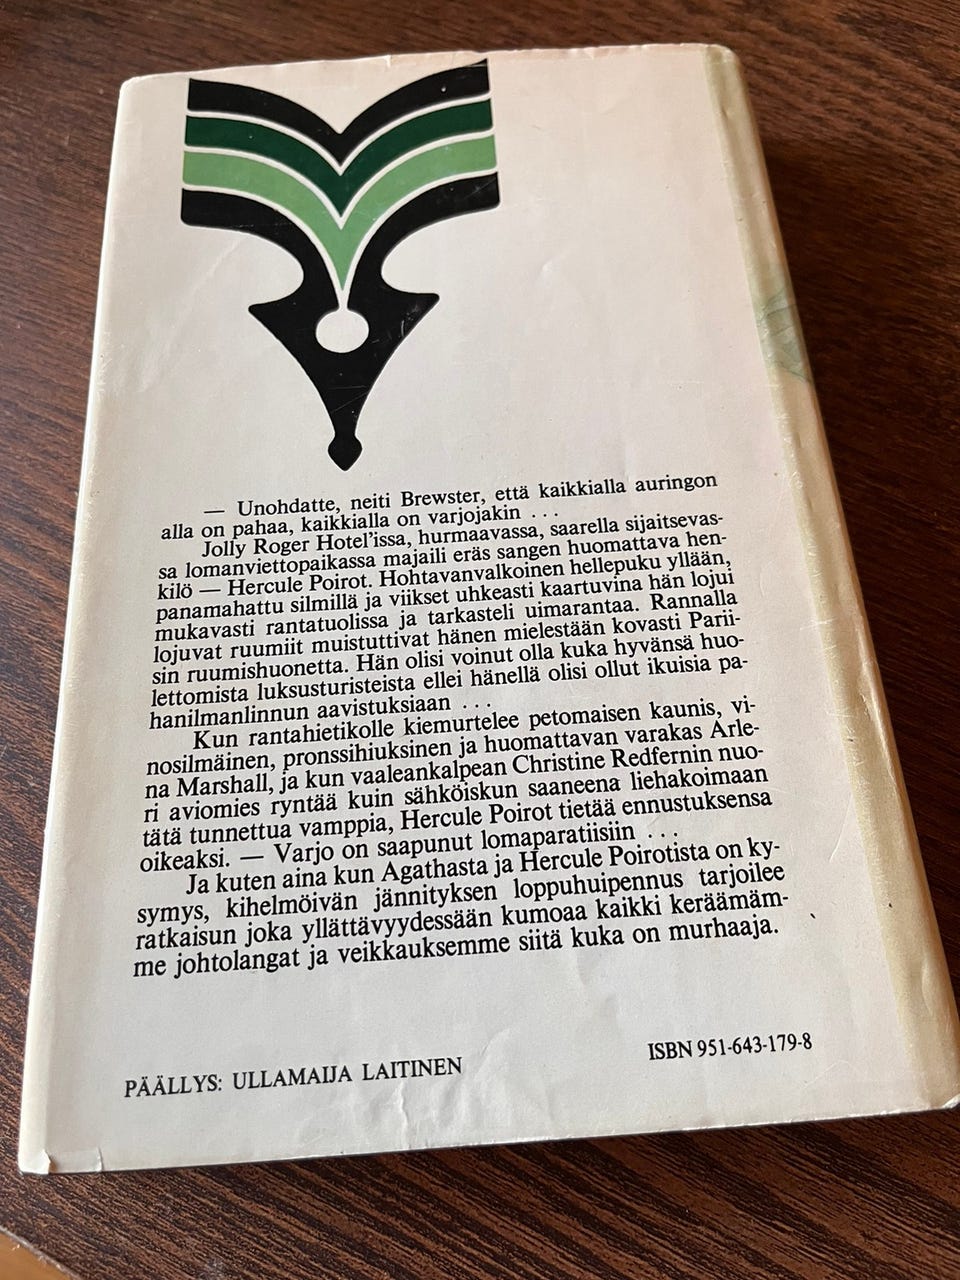 — Unohdatte, neiti Brewster, että kaikkialla auringon
alla on pahaa, kaikkialla on varjojakin . . .
Jolly Roger Hotel'issa, hurmaavassa, saarella sijaitsevas-
sa lomanviettopaikassa majaili eräs sangen huomattava hen-
kilö — Hercule Poirot. Hohtavanvalkoinen hellepuku yllään,
panamahattu silmillä ja viikset uhkeasti kaartuvina hän lojui
mukavasti rantatuolissa ja tarkasteli uimarantaa. Rannalla
lojuvat ruumiit muistuttivat hänen mielestään kovasti Parii-
sin ruumishuonetta. Hän olisi voinut olla kuka hyvänsä huo-
lettomista luksusturisteista ellei hänellä olisi ollut ikuisia pa-
hanilmanlinnun aavistuksiaan . . .
Kun rantahietikolle kiemurtelee petomaisen kaunis, vi-
nosilmäinen, pronssihiuksinen ja huomattavan varakas Arle-
na Marshall, ja kun vaaleankalpean Christine Redfernin nuo-
ri aviomies ryntää kuin sähköiskun saaneena liehakoimaan
tätä tunnettua vamppia, Hercule Poirot tietää ennustuksensa
oikeaksi. — Varjo on saapunut lomaparatiisiin . . .
Ja kuten aina kun Agathasta ja Hercule Poirotista on ky-
symys, kihelmöivän jännityksen loppuhuipennus tarjoilee
ratkaisun joka yllättävyydessään kumoaa kaikki keräämäm-
me johtolangat ja veikkauksemme siitä kuka on murhaaja.
PÄÄLLYS: ULLAMAIJA LAITINEN
ISBN 951-643-179-8